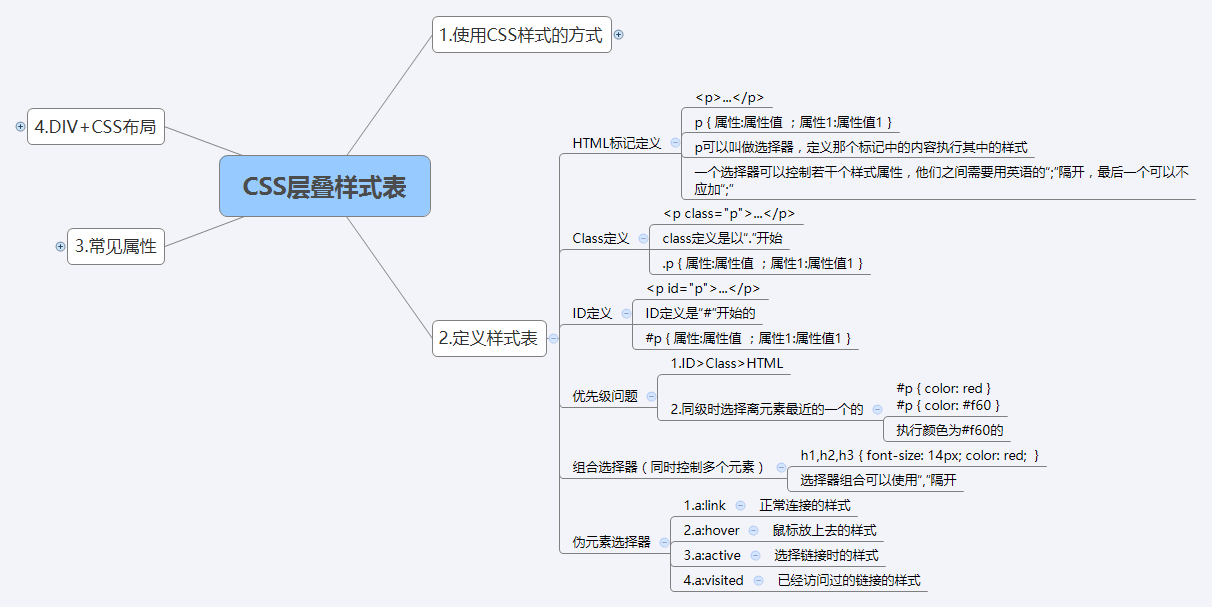 CSS层叠样式表
1.使用CSS样式的方式
2.定义样式表
HTML标记定义
<p>...</p>
p { 属性:属性值 ；属性1:属性值1 }
p可以叫做选择器，定义那个标记中的内容执行其中的样式
一个选择器可以控制若干个样式属性，他们之间需要用英语的“;”隔开，最后一个可以不
应加“;”
Class定义
<p class="p">...</p>
class定义是以“.”开始
.p { 属性:属性值 ；属性1:属性值1 }
ID定义
<p id="p">...</p>
ID定义是“#”开始的
#p { 属性:属性值 ；属性1:属性值1 }
优先级问题
1.ID>Class>HTML
2.同级时选择离元素最近的一个的
#p { color: red }
#p { color: #f60 }
执行颜色为#f60的
组合选择器（同时控制多个元素）
h1,h2,h3 { font-size: 14px; color: red; }
选择器组合可以使用“,”隔开
伪元素选择器
1.a:link
正常连接的样式
2.a:hover
鼠标放上去的样式
3.a:active
选择链接时的样式
4.a:visited
已经访问过的链接的样式
3.常见属性
4.DIV+CSS布局